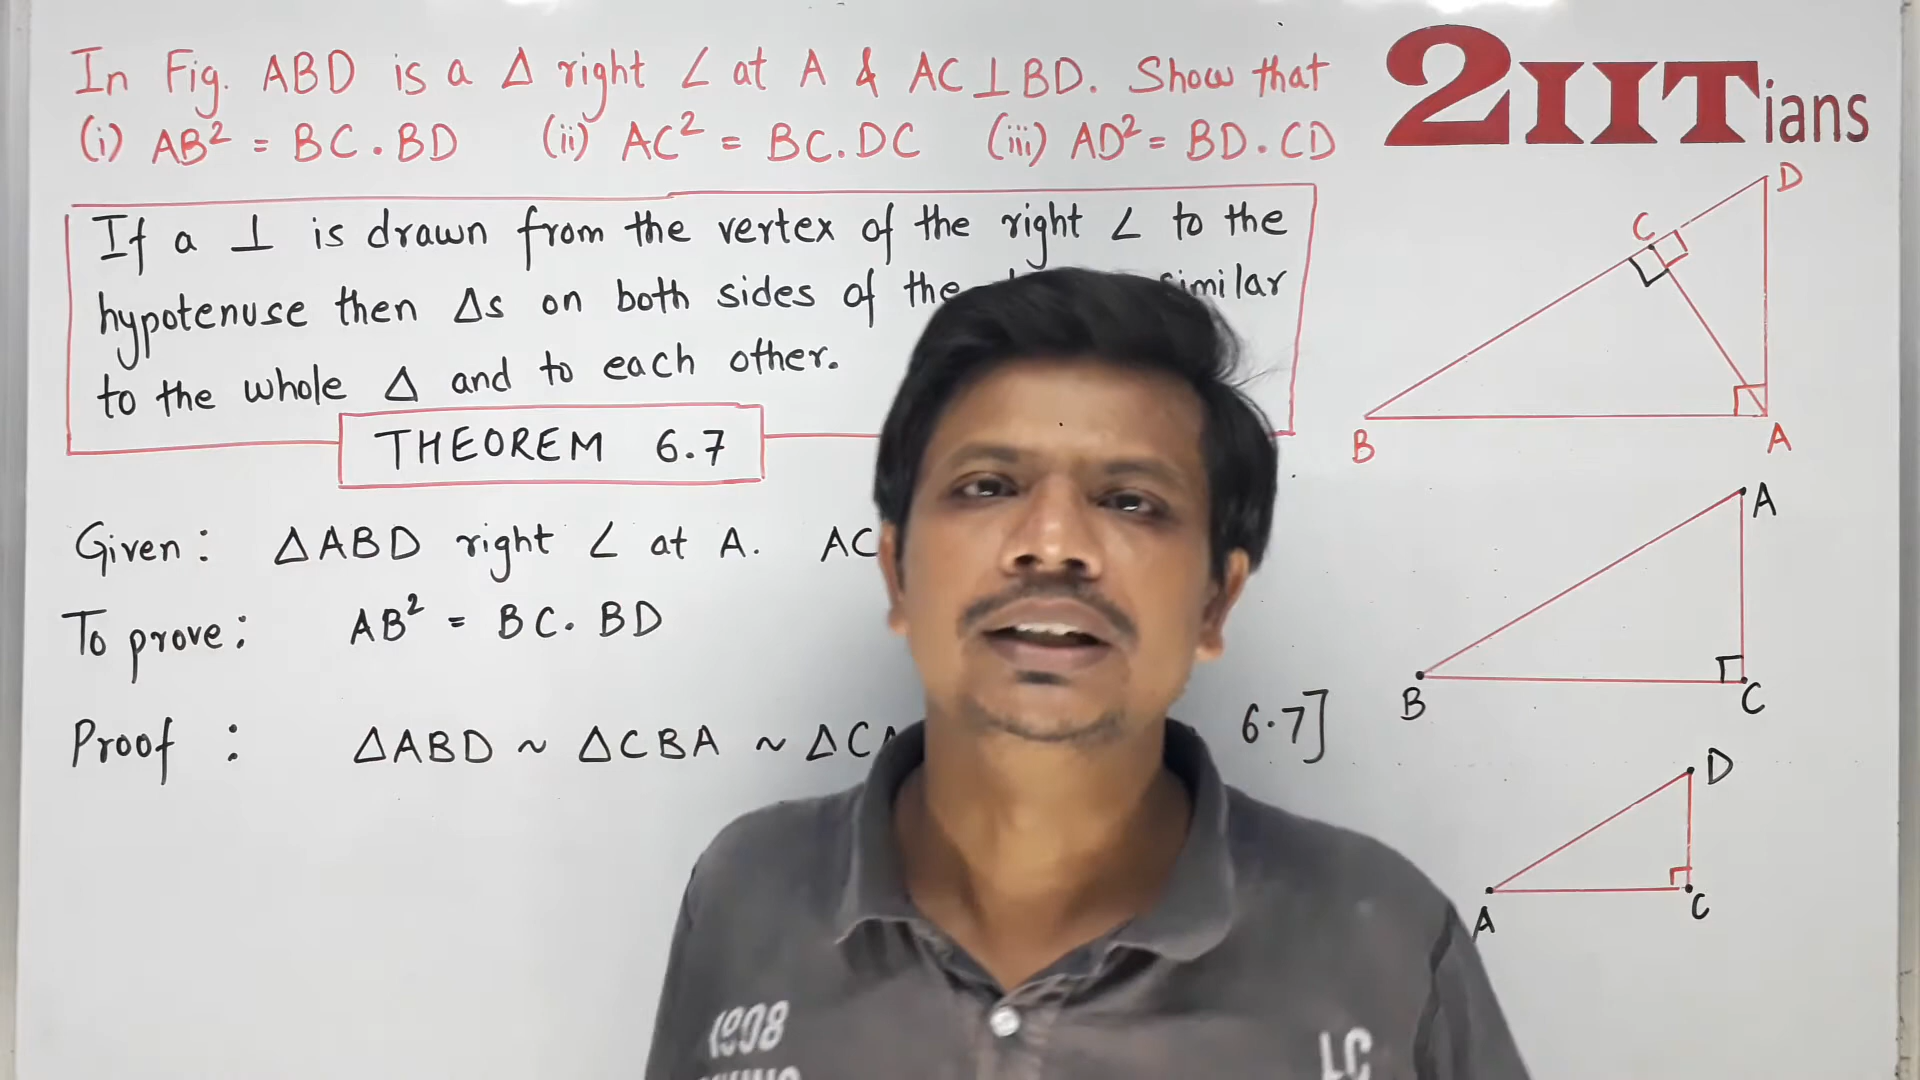 In Fig. ABD is a Δ right ∠ at A & AC⊥BD. Show that
(i) AB² = BC.BD (ii) AC² = BC.DC (iii) AD² = BD.CD
2IITians
If a ⊥ is drawn from the vertex of the right ∠ to the
hypotenuse then Δs on both sides of the
to the whole Δ and to each other.
THEOREM 6.7
Given: ΔABD right ∠ at A. AC
To prove: AB² = BC. BD
Proof : ΔABD ~ ΔCBA ~ 6.7]
D
C
B
A
A
B
C
D
A
C
1908